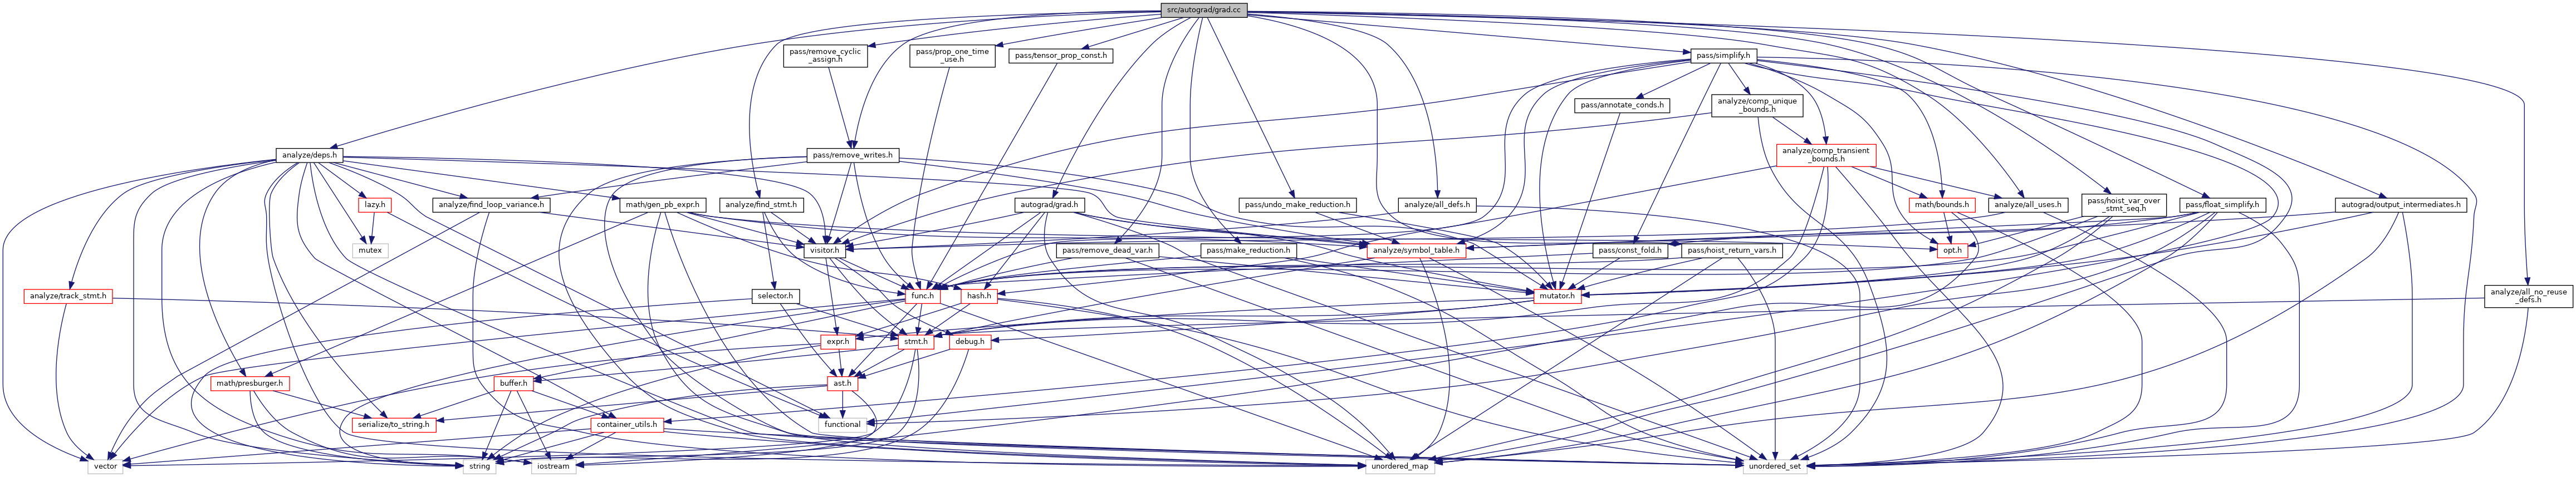 src/autograd/grad.cc
pass/remove_cyclic
_assign.h
pass/prop_one_time
_use.h
pass/tensor_prop_const.h
pass/simplify.h
pass/annotate_conds.h
analyze/comp_unique
_bounds.h
analyze/deps.h
pass/remove_writes.h
analyze/comp_transient
_bounds.h
lazy.h
analyze/find_loop_variance.h
math/gen_pb_expr.h
analyze/find_stmt.h
autograd/grad.h
pass/undo_make_reduction.h
analyze/all_defs.h
math/bounds.h
analyze/all_uses.h
pass/hoist_var_over
_stmt_seq.h
pass/float_simplify.h
autograd/output_intermediates.h
mutex
visitor.h
pass/remove_dead_var.h
pass/make_reduction.h
analyze/symbol_table.h
pass/const_fold.h
pass/hoist_return_vars.h
opt.h
analyze/track_stmt.h
selector.h
func.h
hash.h
mutator.h
analyze/all_no_reuse
_defs.h
expr.h
stmt.h
debug.h
math/presburger.h
buffer.h
ast.h
serialize/to_string.h
container_utils.h
functional
vector
string
iostream
unordered_map
unordered_set